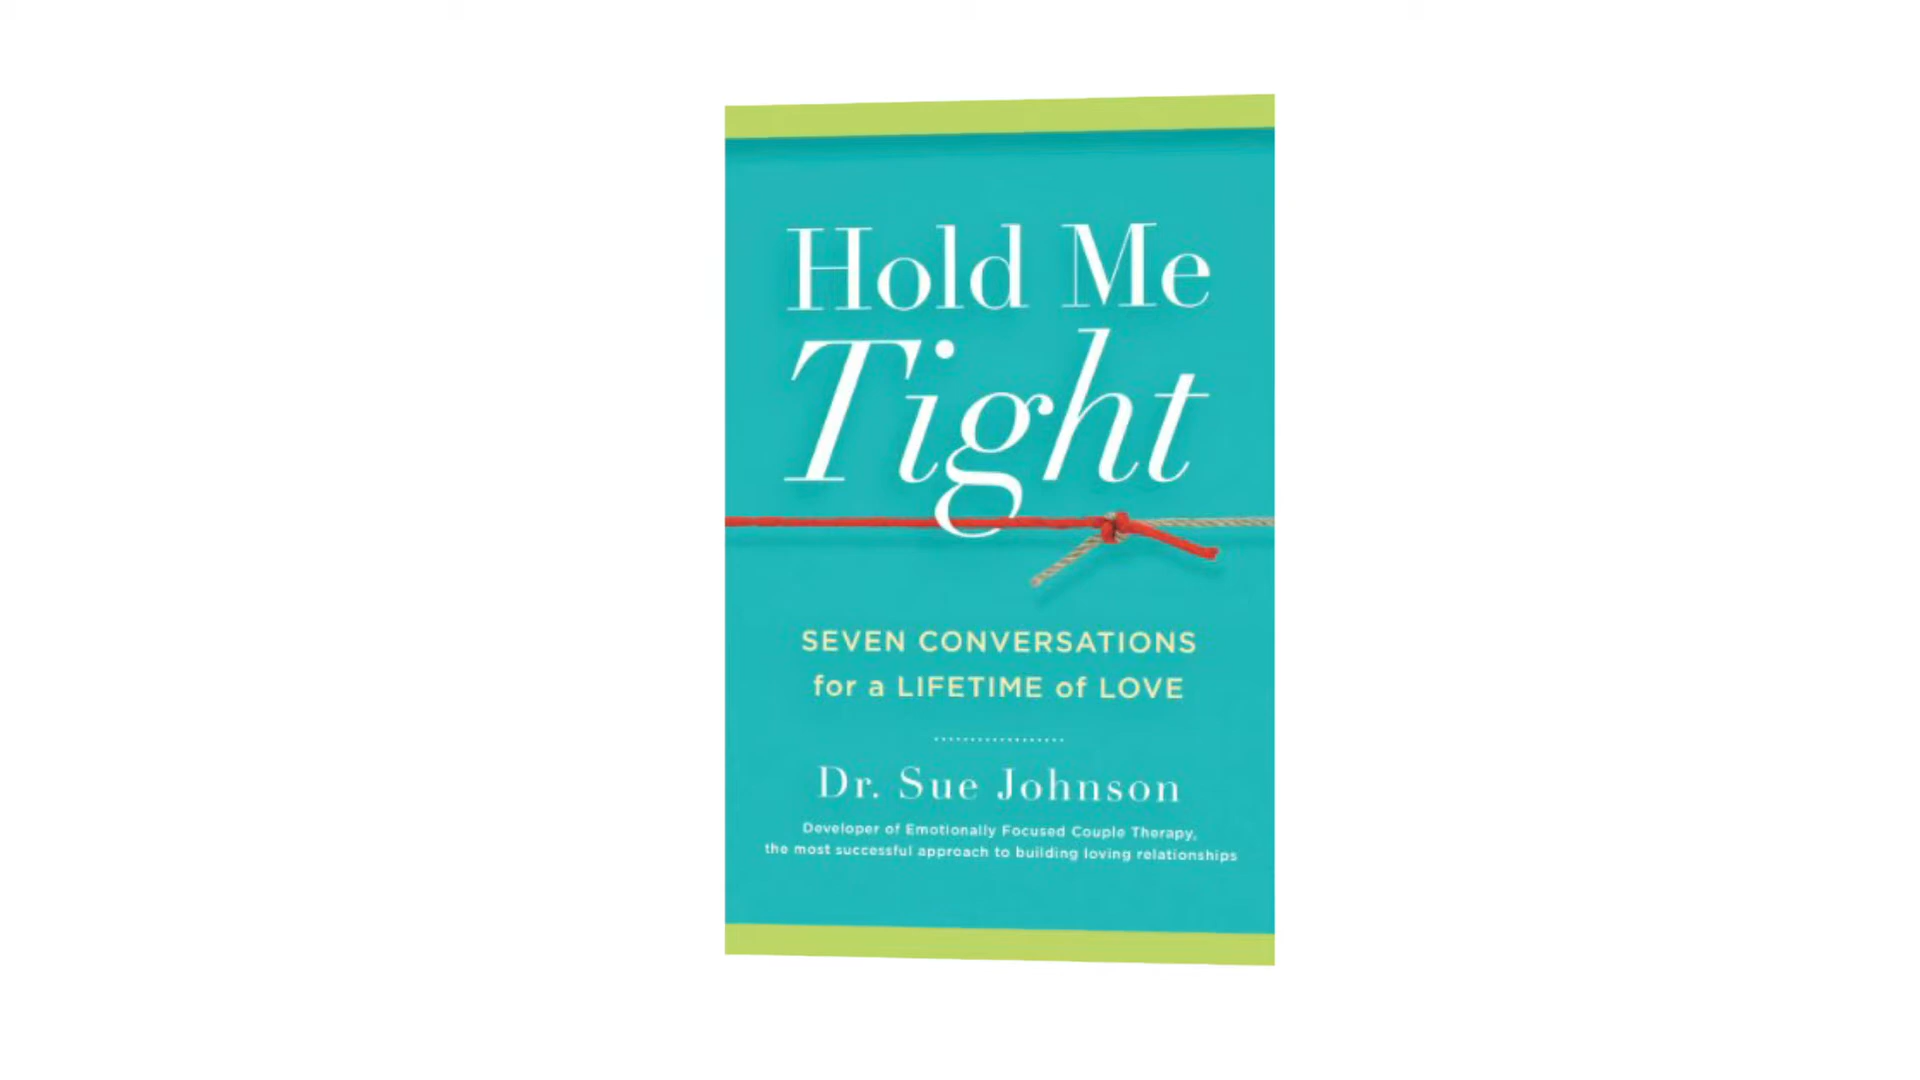 Hold Me
Tight
SEVEN CONVERSATIONS
for a LIFETIME of LOVE
Dr. Sue Johnson
Developer of Emotionally Focused Couple Therapy,
the most successful approach to building loving relationships